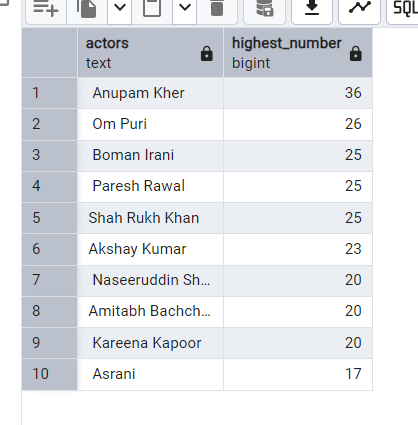 SQL
actors highest_number
text bigint
1 Anupam Kher 36
2 Om Puri 26
3 Boman Irani 25
4 Paresh Rawal 25
5 Shah Rukh Khan 25
6 Akshay Kumar 23
7 Naseeruddin Sh... 20
8 Amitabh Bachch... 20
9 Kareena Kapoor 20
10 Asrani 17